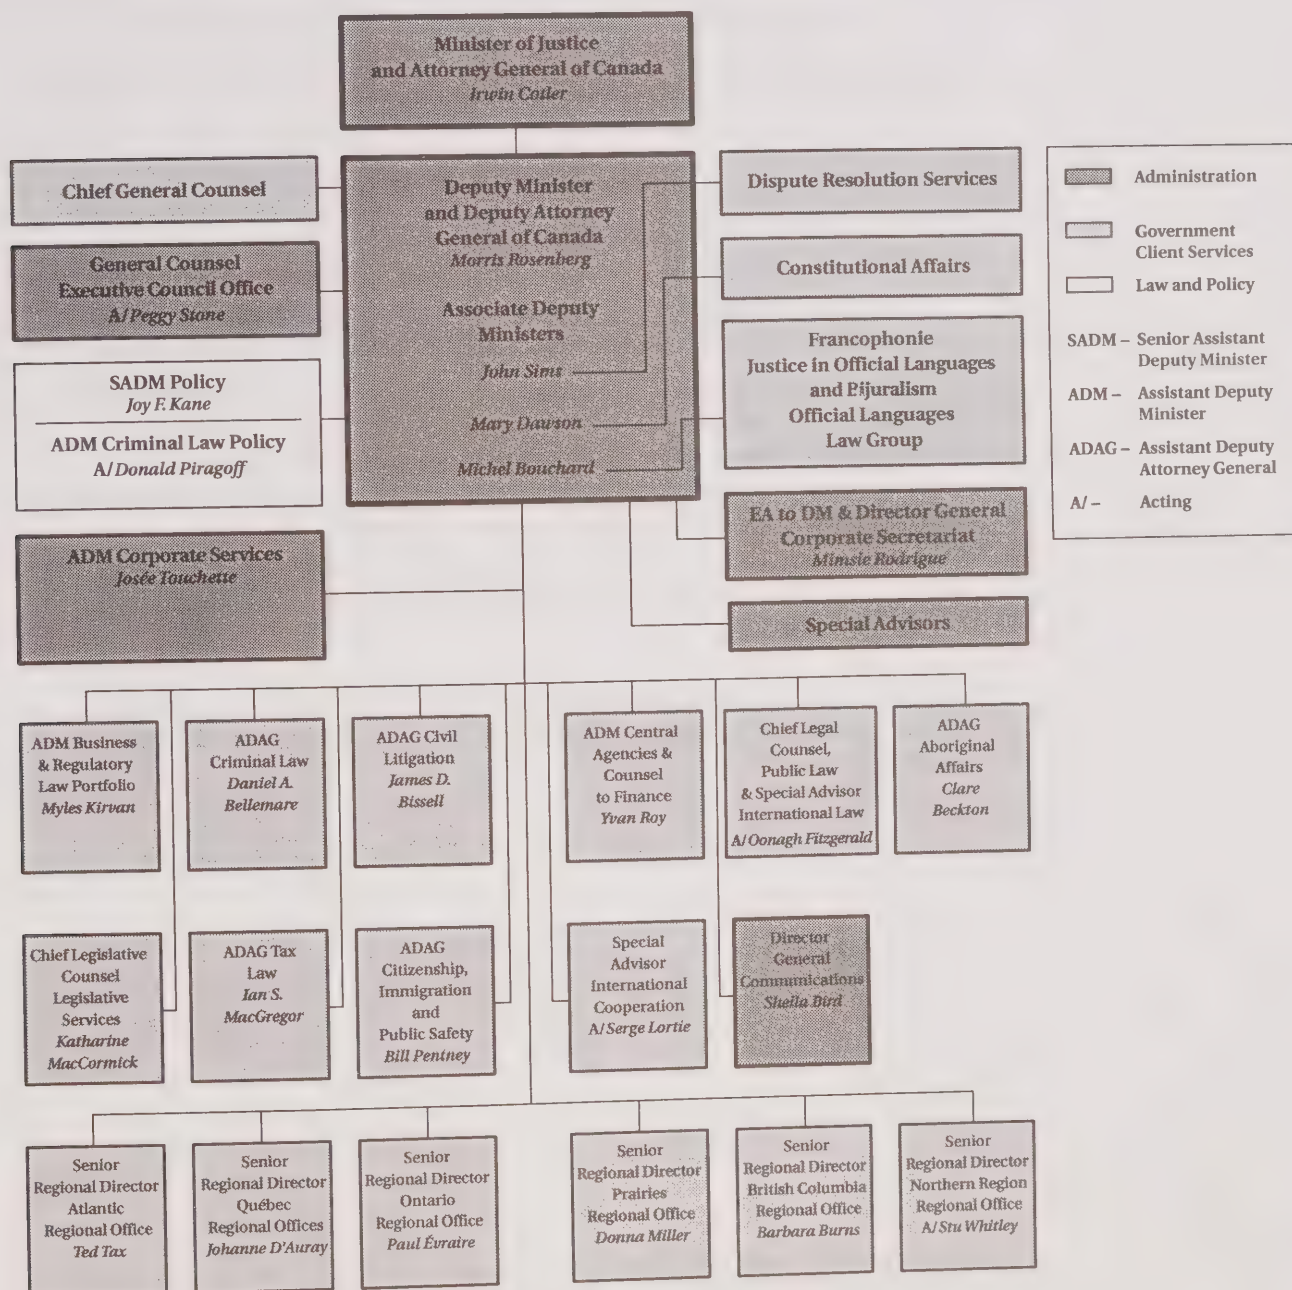 Minister of Justice
and Attorney General of Canada
Irwin Cotler
Chief General Counsel
General Counsel
Executive Council Office
A/Peggy Stone
SADM Policy
Joy F. Kane
ADM Criminal Law Policy
A/Donald Piragoff
ADM Corporate Services
Josée Touchette
Deputy Minister
and Deputy Attorney
General of Canada
Morris Rosenberg
Associate Deputy
Ministers
John Sims
Mary Dawson
Michel Bouchard
Dispute Resolution Services
Constitutional Affairs
Francophonie
Justice in Official Languages
and Bijuralism
Official Languages
Law Group
EA to DM & Director General
Corporate Secretariat
Mimsie Rodrigue
Special Advisors
Administration
Government
Client Services
Law and Policy
SADM – Senior Assistant
Deputy Minister
ADM – Assistant Deputy
Minister
ADAG – Assistant Deputy
Attorney General
A/ – Acting
ADM Business
& Regulatory
Law Portfolio
Myles Kirvan
ADAG
Criminal Law
Daniel A.
Bellemare
ADAG Civil
Litigation
James D.
Bissell
ADM Central
Agencies &
Counsel
to Finance
Yvan Roy
Chief Legal
Counsel,
Public Law
& Special Advisor
International Law
A/Oonagh Fitzgerald
ADAG
Aboriginal
Affairs
Clare
Beckton
Chief Legislative
Counsel
Legislative
Services
Katharine
MacCormick
ADAG Tax
Law
Ian S.
MacGregor
ADAG
Citizenship,
Immigration
and
Public Safety
Bill Pentney
Special
Advisor
International
Cooperation
A/Serge Lortie
Director
General
Communications
Sheila Bird
Senior
Regional Director
Atlantic
Regional Office
Ted Tax
Senior
Regional Director
Québec
Regional Offices
Johanne D'Auray
Senior
Regional Director
Ontario
Regional Office
Paul Évraire
Senior
Regional Director
Prairies
Regional Office
Donna Miller
Senior
Regional Director
British Columbia
Regional Office
Barbara Burns
Senior
Regional Director
Northern Region
Regional Office
A/Stu Whitley